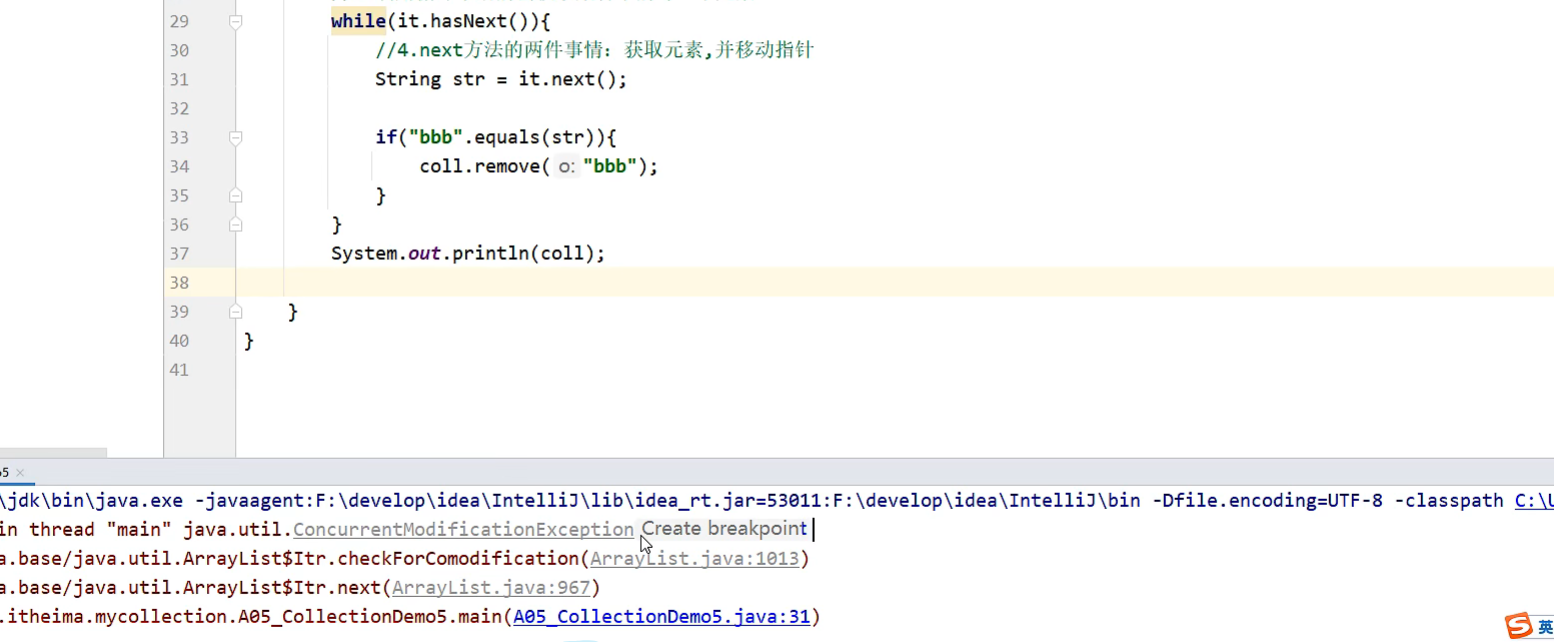 29 while(it.hasNext()){
30 //4.next方法的两件事情：获取元素,并移动指针
31 String str = it.next();
32
33 if("bbb".equals(str)){
34 coll.remove( o: "bbb");
35 }
36 }
37 System.out.println(coll);
38
39 }
40 }
41
5 ×
\jdk\bin\java.exe -javaagent:F:\develop\idea\IntelliJ\lib\idea_rt.jar=53011:F:\develop\idea\IntelliJ\bin -Dfile.encoding=UTF-8 -classpath C:\U
in thread "main" java.util.ConcurrentModificationException Create breakpoint
a.base/java.util.ArrayList$Itr.checkForComodification(ArrayList.java:1013)
a.base/java.util.ArrayList$Itr.next(ArrayList.java:967)
.itheima.mycollection.A05_CollectionDemo5.main(A05_CollectionDemo5.java:31)
S 英